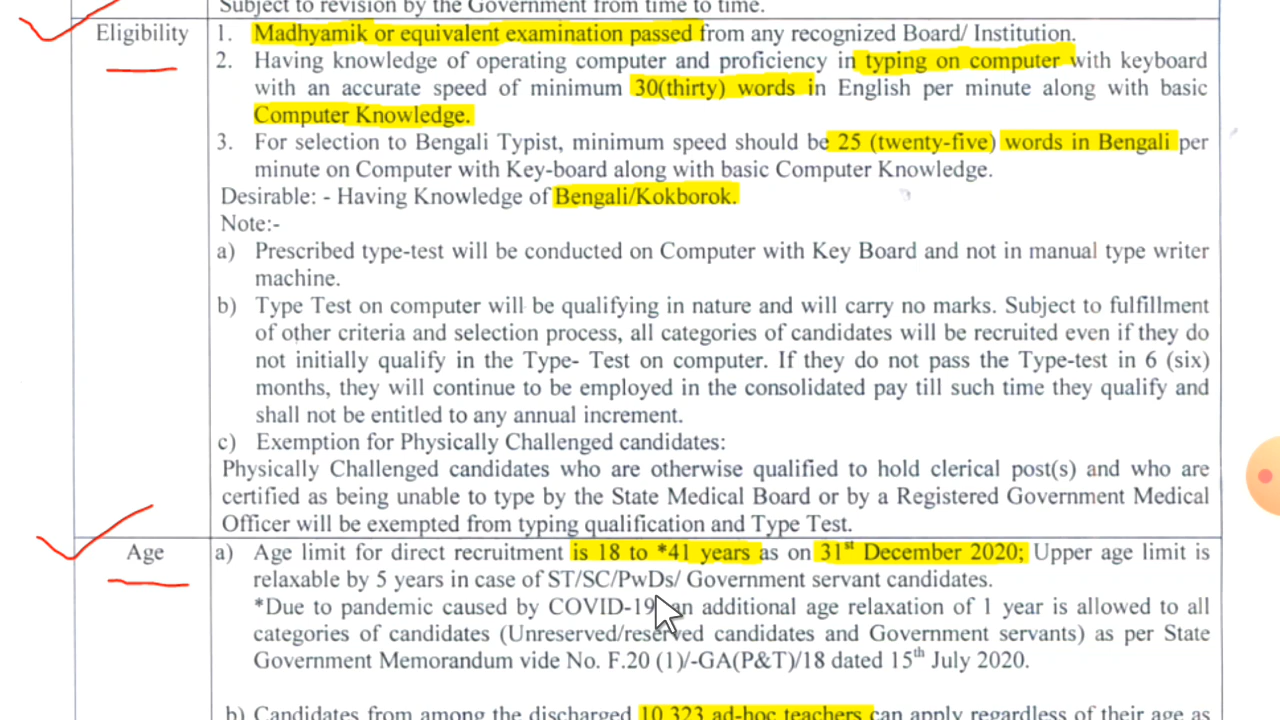 Subject to revision by the Government from time to time.
Eligibility
1. Madhyamik or equivalent examination passed from any recognized Board/ Institution.
2. Having knowledge of operating computer and proficiency in typing on computer with keyboard
with an accurate speed of minimum 30(thirty) words in English per minute along with basic
Computer Knowledge.
3. For selection to Bengali Typist, minimum speed should be 25 (twenty-five) words in Bengali per
minute on Computer with Key-board along with basic Computer Knowledge.
Desirable: - Having Knowledge of Bengali/Kokborok.
Note:-
a) Prescribed type-test will be conducted on Computer with Key Board and not in manual type writer
machine.
b) Type Test on computer will be qualifying in nature and will carry no marks. Subject to fulfillment
of other criteria and selection process, all categories of candidates will be recruited even if they do
not initially qualify in the Type- Test on computer. If they do not pass the Type-test in 6 (six)
months, they will continue to be employed in the consolidated pay till such time they qualify and
shall not be entitled to any annual increment.
c) Exemption for Physically Challenged candidates:
Physically Challenged candidates who are otherwise qualified to hold clerical post(s) and who are
certified as being unable to type by the State Medical Board or by a Registered Government Medical
Officer will be exempted from typing qualification and Type Test.
Age
a) Age limit for direct recruitment is 18 to *41 years as on 31st December 2020; Upper age limit is
relaxable by 5 years in case of ST/SC/PwDs/ Government servant candidates.
*Due to pandemic caused by COVID-19 an additional age relaxation of 1 year is allowed to all
categories of candidates (Unreserved/reserved candidates and Government servants) as per State
Government Memorandum vide No. F.20 (1)/-GA(P&T)/18 dated 15th July 2020.
b) Candidates from among the discharged 10,323 ad-hoc teachers can apply regardless of their age as